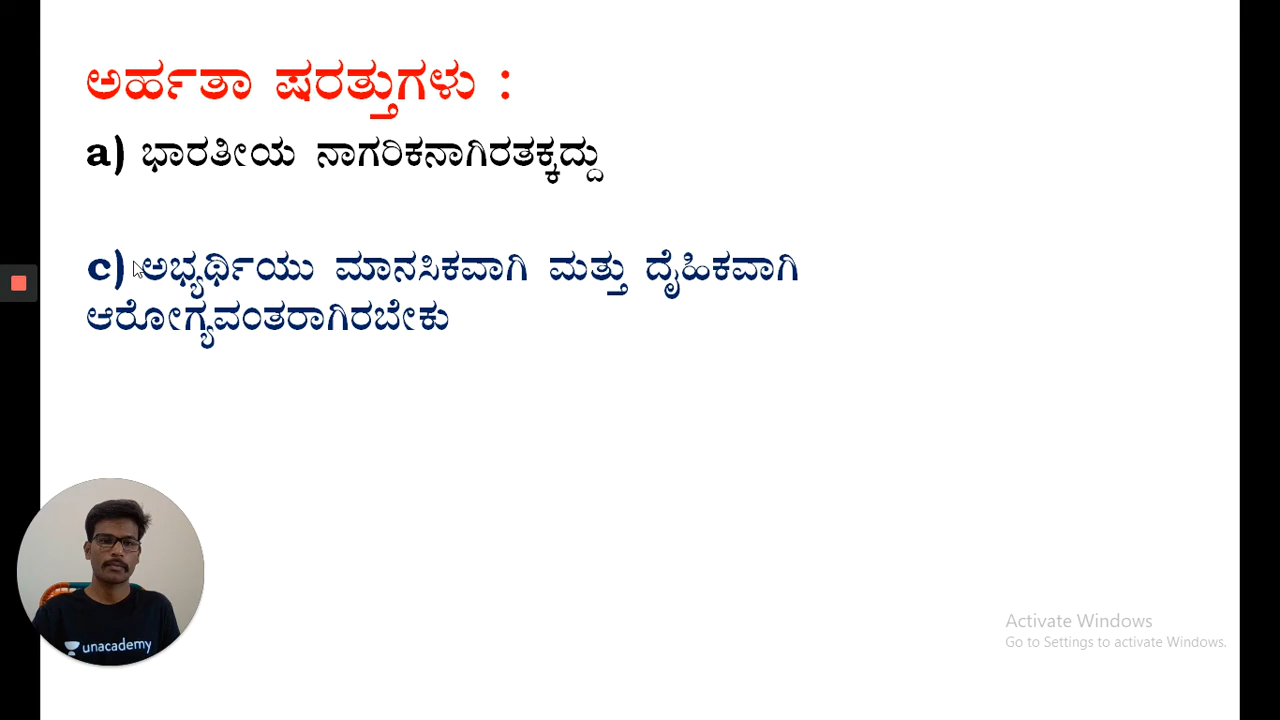 ಅರ್ಹತಾ ಷರತ್ತುಗಳು :
a) ಭಾರತೀಯ ನಾಗರಿಕನಾಗಿರತಕ್ಕದ್ದು
c) ಅಭ್ಯರ್ಥಿಯು ಮಾನಸಿಕವಾಗಿ ಮತ್ತು ದೈಹಿಕವಾಗಿ
ಆರೋಗ್ಯವಂತರಾಗಿರಬೇಕು
unacademy
Activate Windows
Go to Settings to activate Windows.